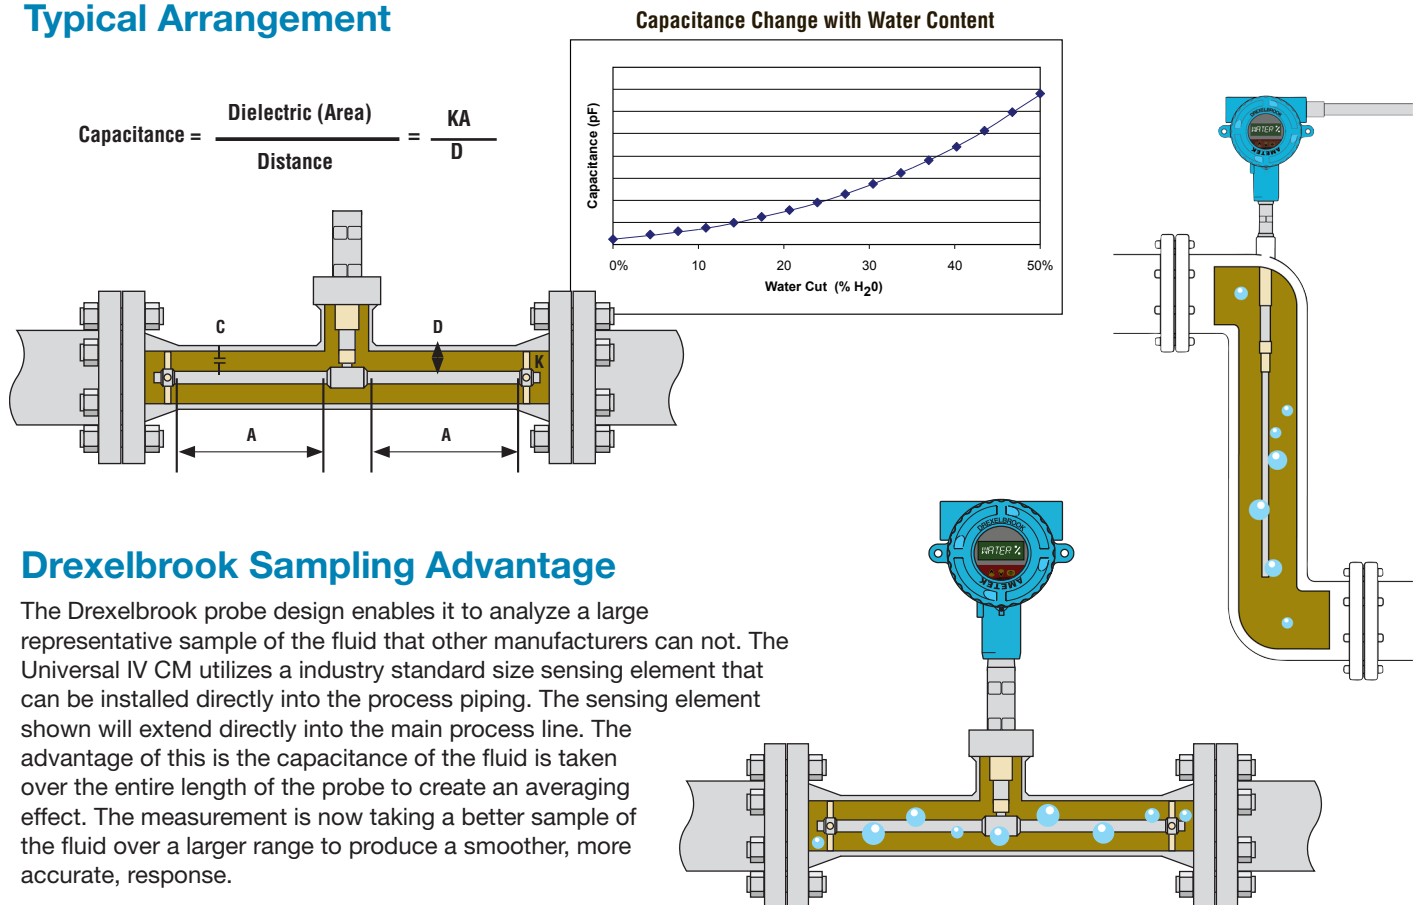 Typical Arrangement
Capacitance =
Dielectric (Area)
Distance
=
KA
D
Capacitance Change with Water Content
Capacitance (pF)
0% 10 20 30 40 50%
Water Cut (% H20)
C D
K
A A
DREXELBROOK
WATER %
AMETEK
Drexelbrook Sampling Advantage
The Drexelbrook probe design enables it to analyze a large
representative sample of the fluid that other manufacturers can not. The
Universal IV CM utilizes a industry standard size sensing element that
can be installed directly into the process piping. The sensing element
shown will extend directly into the main process line. The
advantage of this is the capacitance of the fluid is taken
over the entire length of the probe to create an averaging
effect. The measurement is now taking a better sample of
the fluid over a larger range to produce a smoother, more
accurate, response.
DREXELBROOK
WATER %
AMETEK